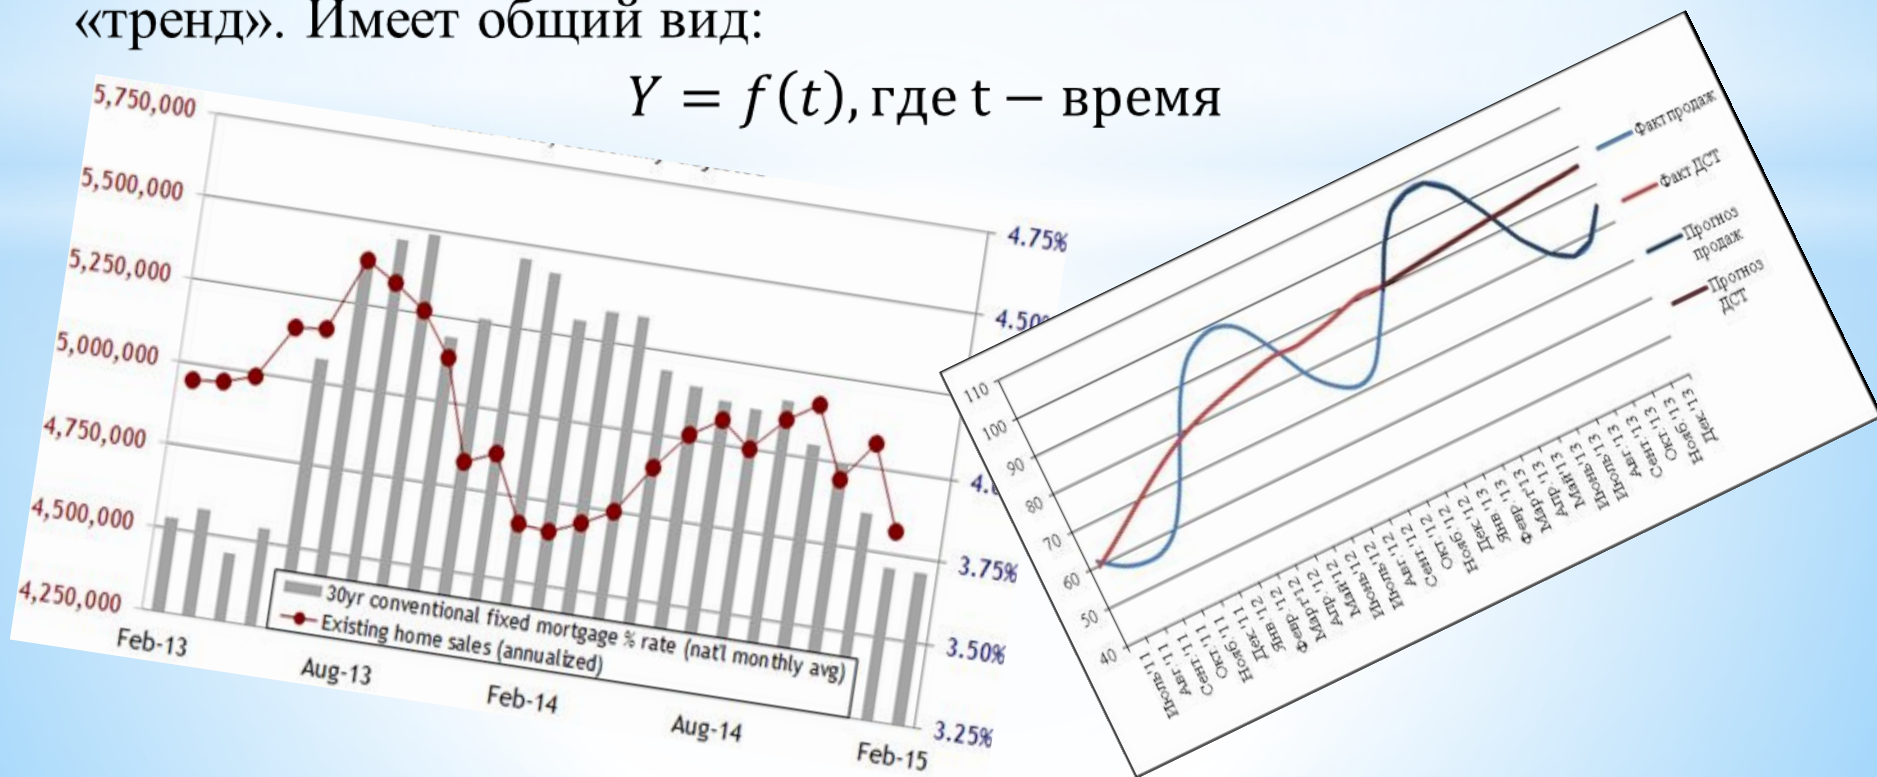 «тренд». Имеет общий вид:
Y = f(t), где t – время
5,750,000
5,500,000
5,250,000
5,000,000
4,750,000
4,500,000
4,250,000
4.75%
4.50%
3.75%
3.50%
3.25%
30yr conventional fixed mortgage % rate (nat'l monthly avg)
Existing home sales (annualized)
Feb-13
Aug-13
Feb-14
Aug-14
Feb-15
110
100
90
80
70
60
50
40
Факт продаж
Факт ДСТ
Прогноз
продаж
Прогноз
ДСТ
Июль'11
Авг.'11
Сент.'11
Окт.'11
Нояб.'11
Дек.'11
Янв.'12
Февр.'12
Март'12
Апр.'12
Май'12
Июнь'12
Июль'12
Авг.'12
Сент.'12
Окт.'12
Нояб.'12
Дек.'12
Янв.'13
Февр.'13
Март'13
Апр.'13
Май'13
Июнь'13
Июль'13
Авг.'13
Сент.'13
Окт.'13
Нояб.'13
Дек.'13